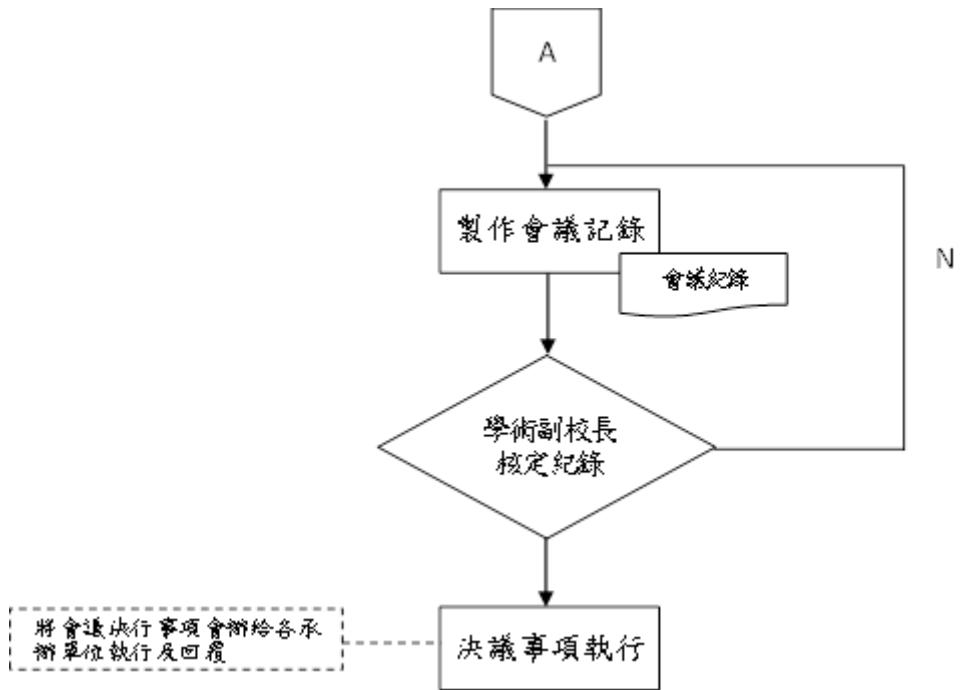 A
製作會議記錄
會議紀錄
N
學術副校長
核定紀錄
將會議決行事項會辦給各承
辦單位執行及回覆
決議事項執行